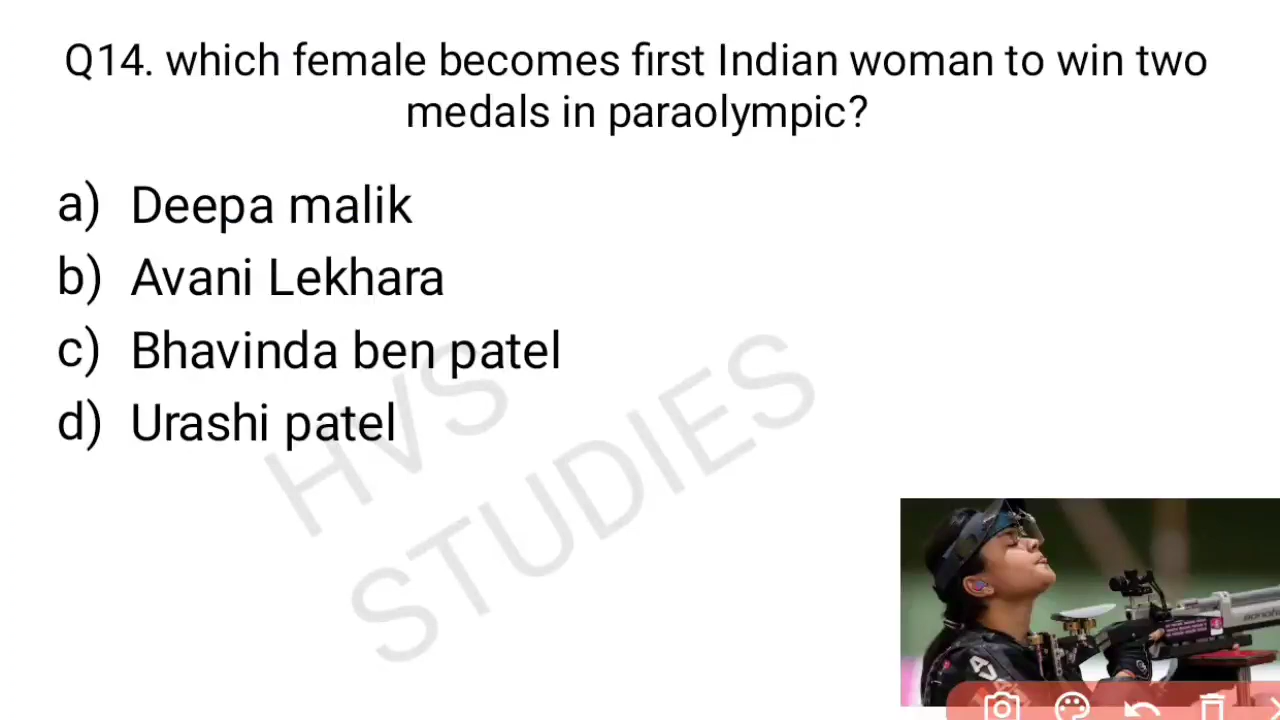 Q14. which female becomes first Indian woman to win two
medals in paraolympic?
a) Deepa malik
b) Avani Lekhara
c) Bhavinda ben patel
d) Urashi patel
HVS
STUDIES